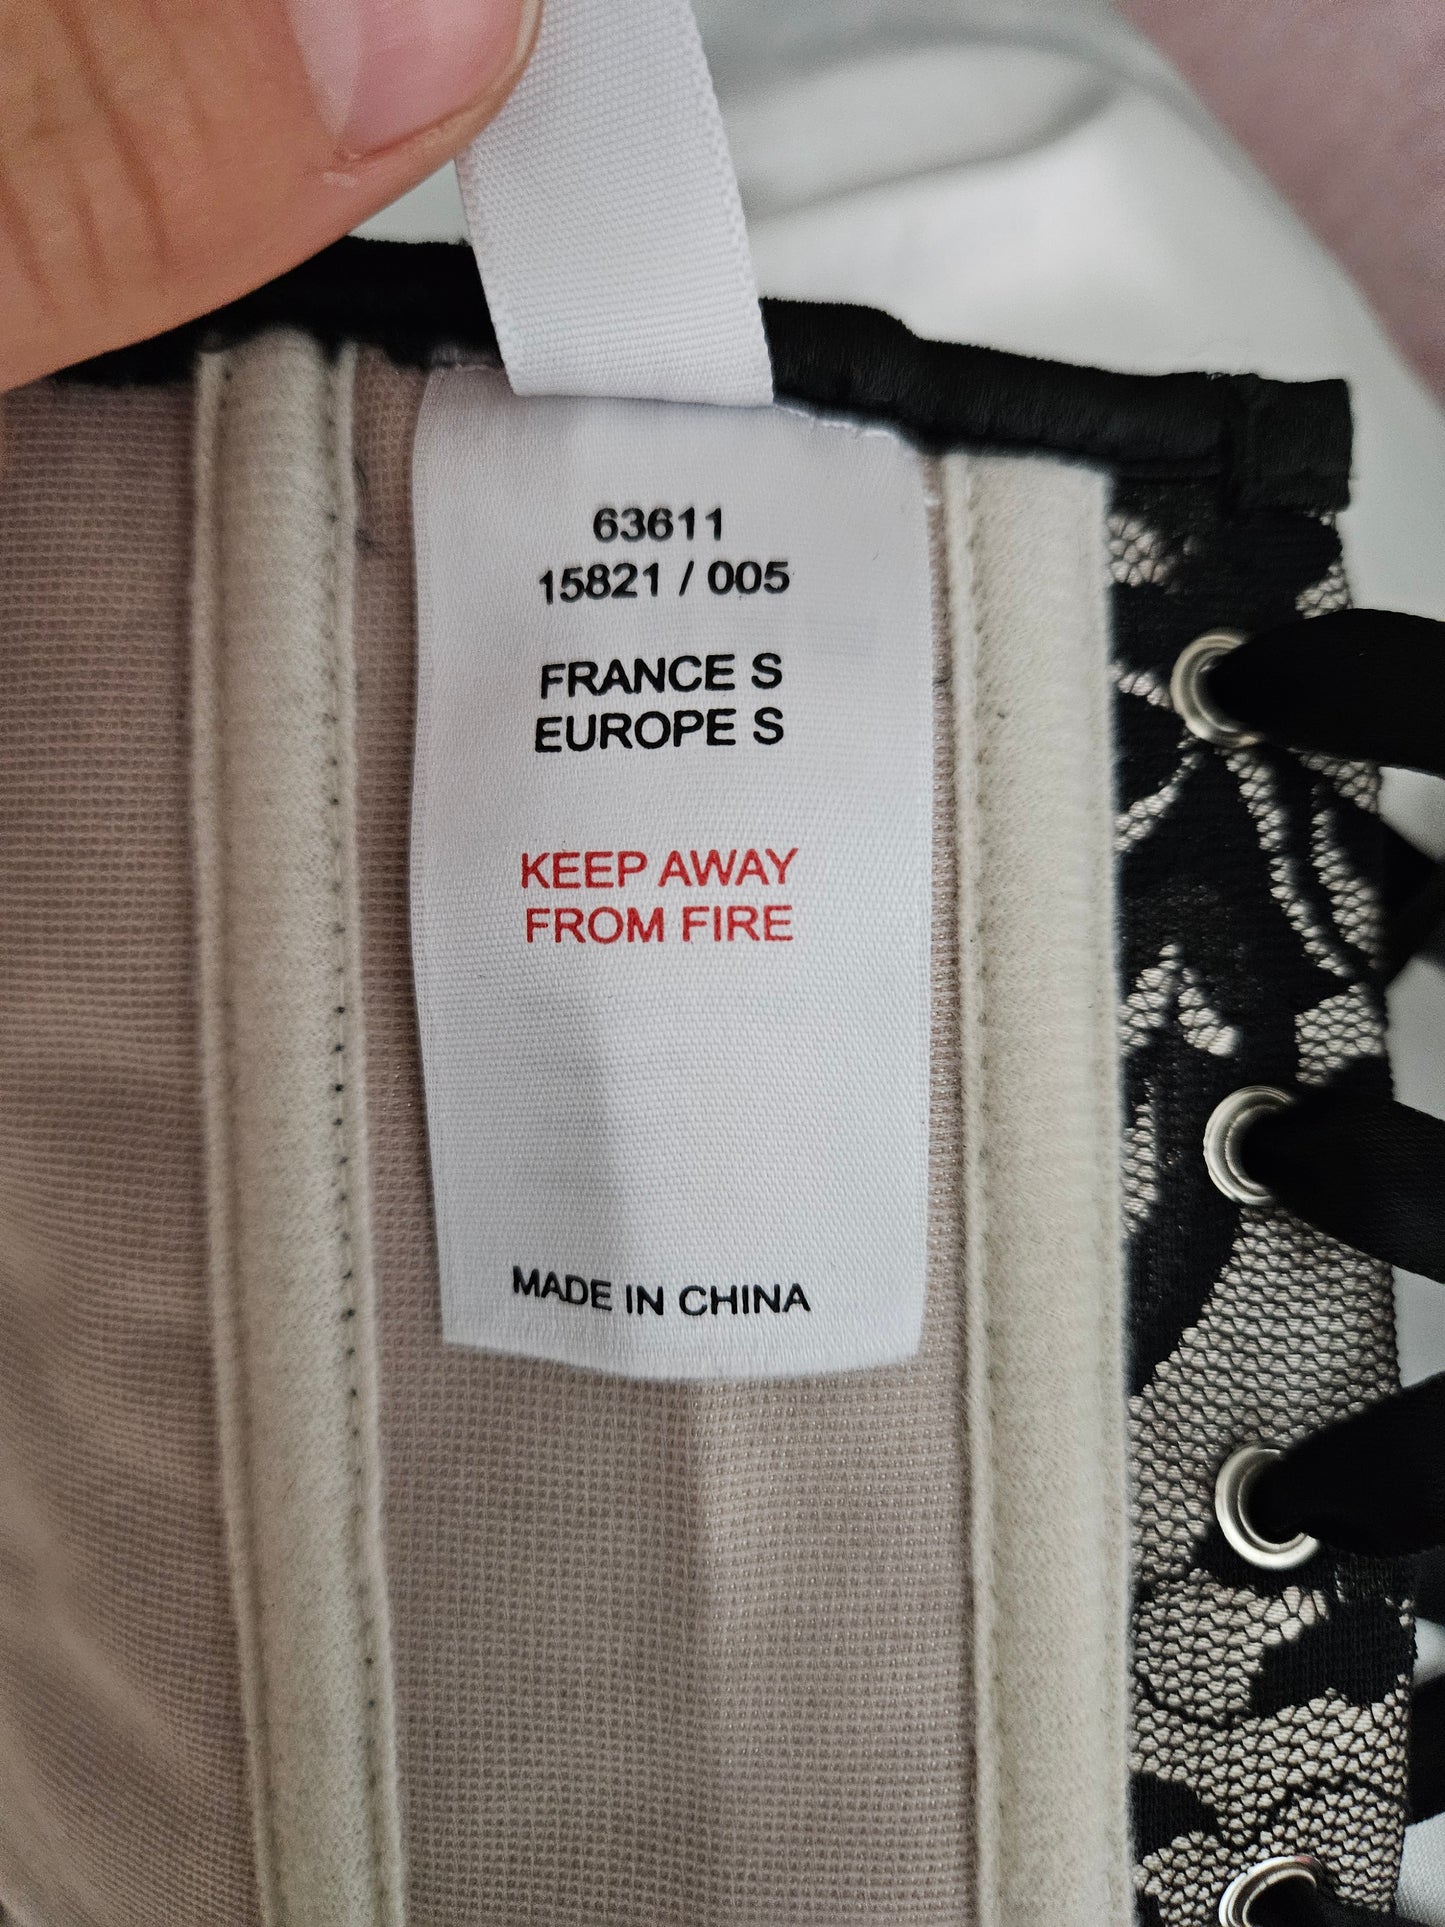 63611
15821 / 005
FRANCE S
EUROPE S
KEEP AWAY
FROM FIRE
MADE IN CHINA